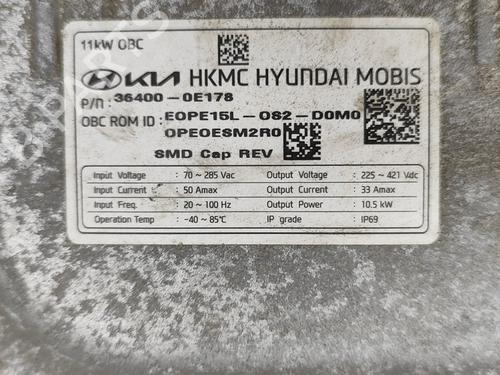 11kW OBC
KIA HKMC HYUNDAI MOBIS
P/N : 36400-0E178
OBC ROM ID : EOPE15L-OS2-D0M0
OPEOESM2R0
SMD Cap REV
Input Voltage : 70 ~ 285 Vac Output Voltage : 225 ~ 421 Vdc
Input Current : 50 Amax Output Current : 33 Amax
Input Freq. : 20 ~ 100 Hz Output Power : 10.5 kW
Operation Temp : -40 ~ 85℃ IP grade : IP69